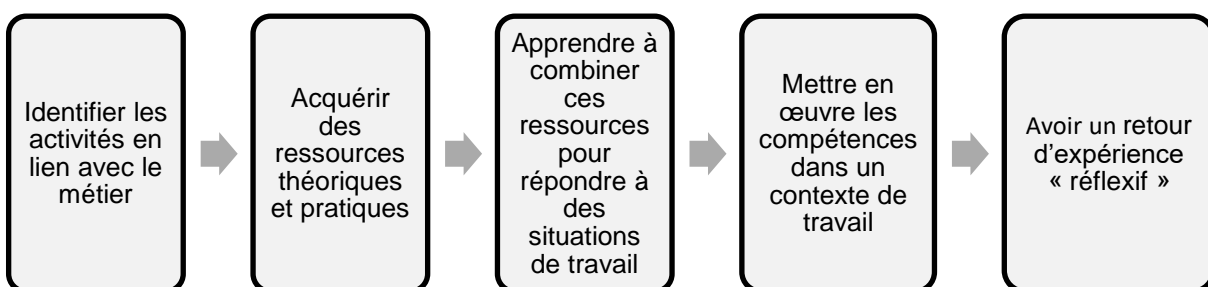 Identifier les
activités en
lien avec le
métier
Acquérir
des
ressources
théoriques
et pratiques
Apprendre à
combiner
ces
ressources
pour
répondre à
des
situations
de travail
Mettre en
œuvre les
compétences
dans un
contexte de
travail
Avoir un retour
d’expérience
« réflexif »